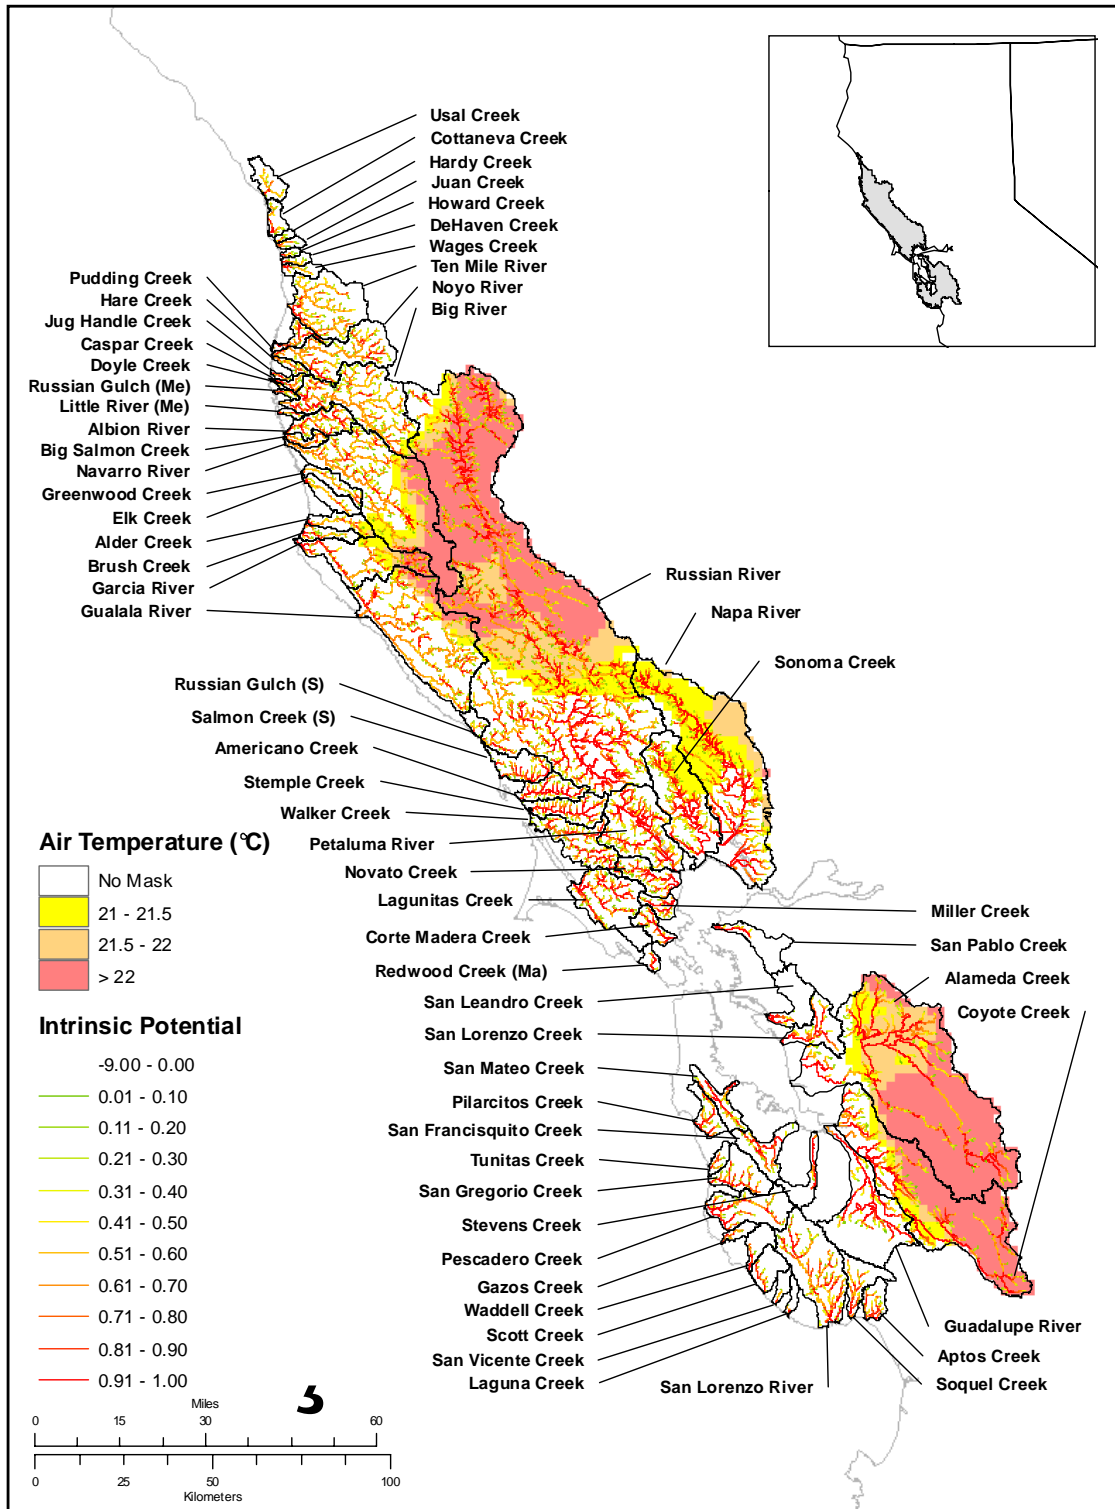 Usal Creek
Cottaneva Creek
Hardy Creek
Juan Creek
Howard Creek
DeHaven Creek
Wages Creek
Ten Mile River
Noyo River
Big River
Pudding Creek
Hare Creek
Jug Handle Creek
Caspar Creek
Doyle Creek
Russian Gulch (Me)
Little River (Me)
Albion River
Big Salmon Creek
Navarro River
Greenwood Creek
Elk Creek
Alder Creek
Brush Creek
Garcia River
Gualala River
Russian River
Napa River
Sonoma Creek
Russian Gulch (S)
Salmon Creek (S)
Americano Creek
Stemple Creek
Walker Creek
Petaluma River
Novato Creek
Lagunitas Creek
Corte Madera Creek
Redwood Creek (Ma)
Miller Creek
San Pablo Creek
Alameda Creek
Coyote Creek
San Leandro Creek
San Lorenzo Creek
San Mateo Creek
Pilarcitos Creek
San Francisquito Creek
Tunitas Creek
San Gregorio Creek
Stevens Creek
Pescadero Creek
Gazos Creek
Waddell Creek
Scott Creek
San Vicente Creek
Laguna Creek
San Lorenzo River
Guadalupe River
Aptos Creek
Soquel Creek
Air Temperature (°C)
No Mask
21 - 21.5
21.5 - 22
> 22
Intrinsic Potential
-9.00 - 0.00
0.01 - 0.10
0.11 - 0.20
0.21 - 0.30
0.31 - 0.40
0.41 - 0.50
0.51 - 0.60
0.61 - 0.70
0.71 - 0.80
0.81 - 0.90
0.91 - 1.00
Miles
0 15 30 60
0 25 50 100
Kilometers